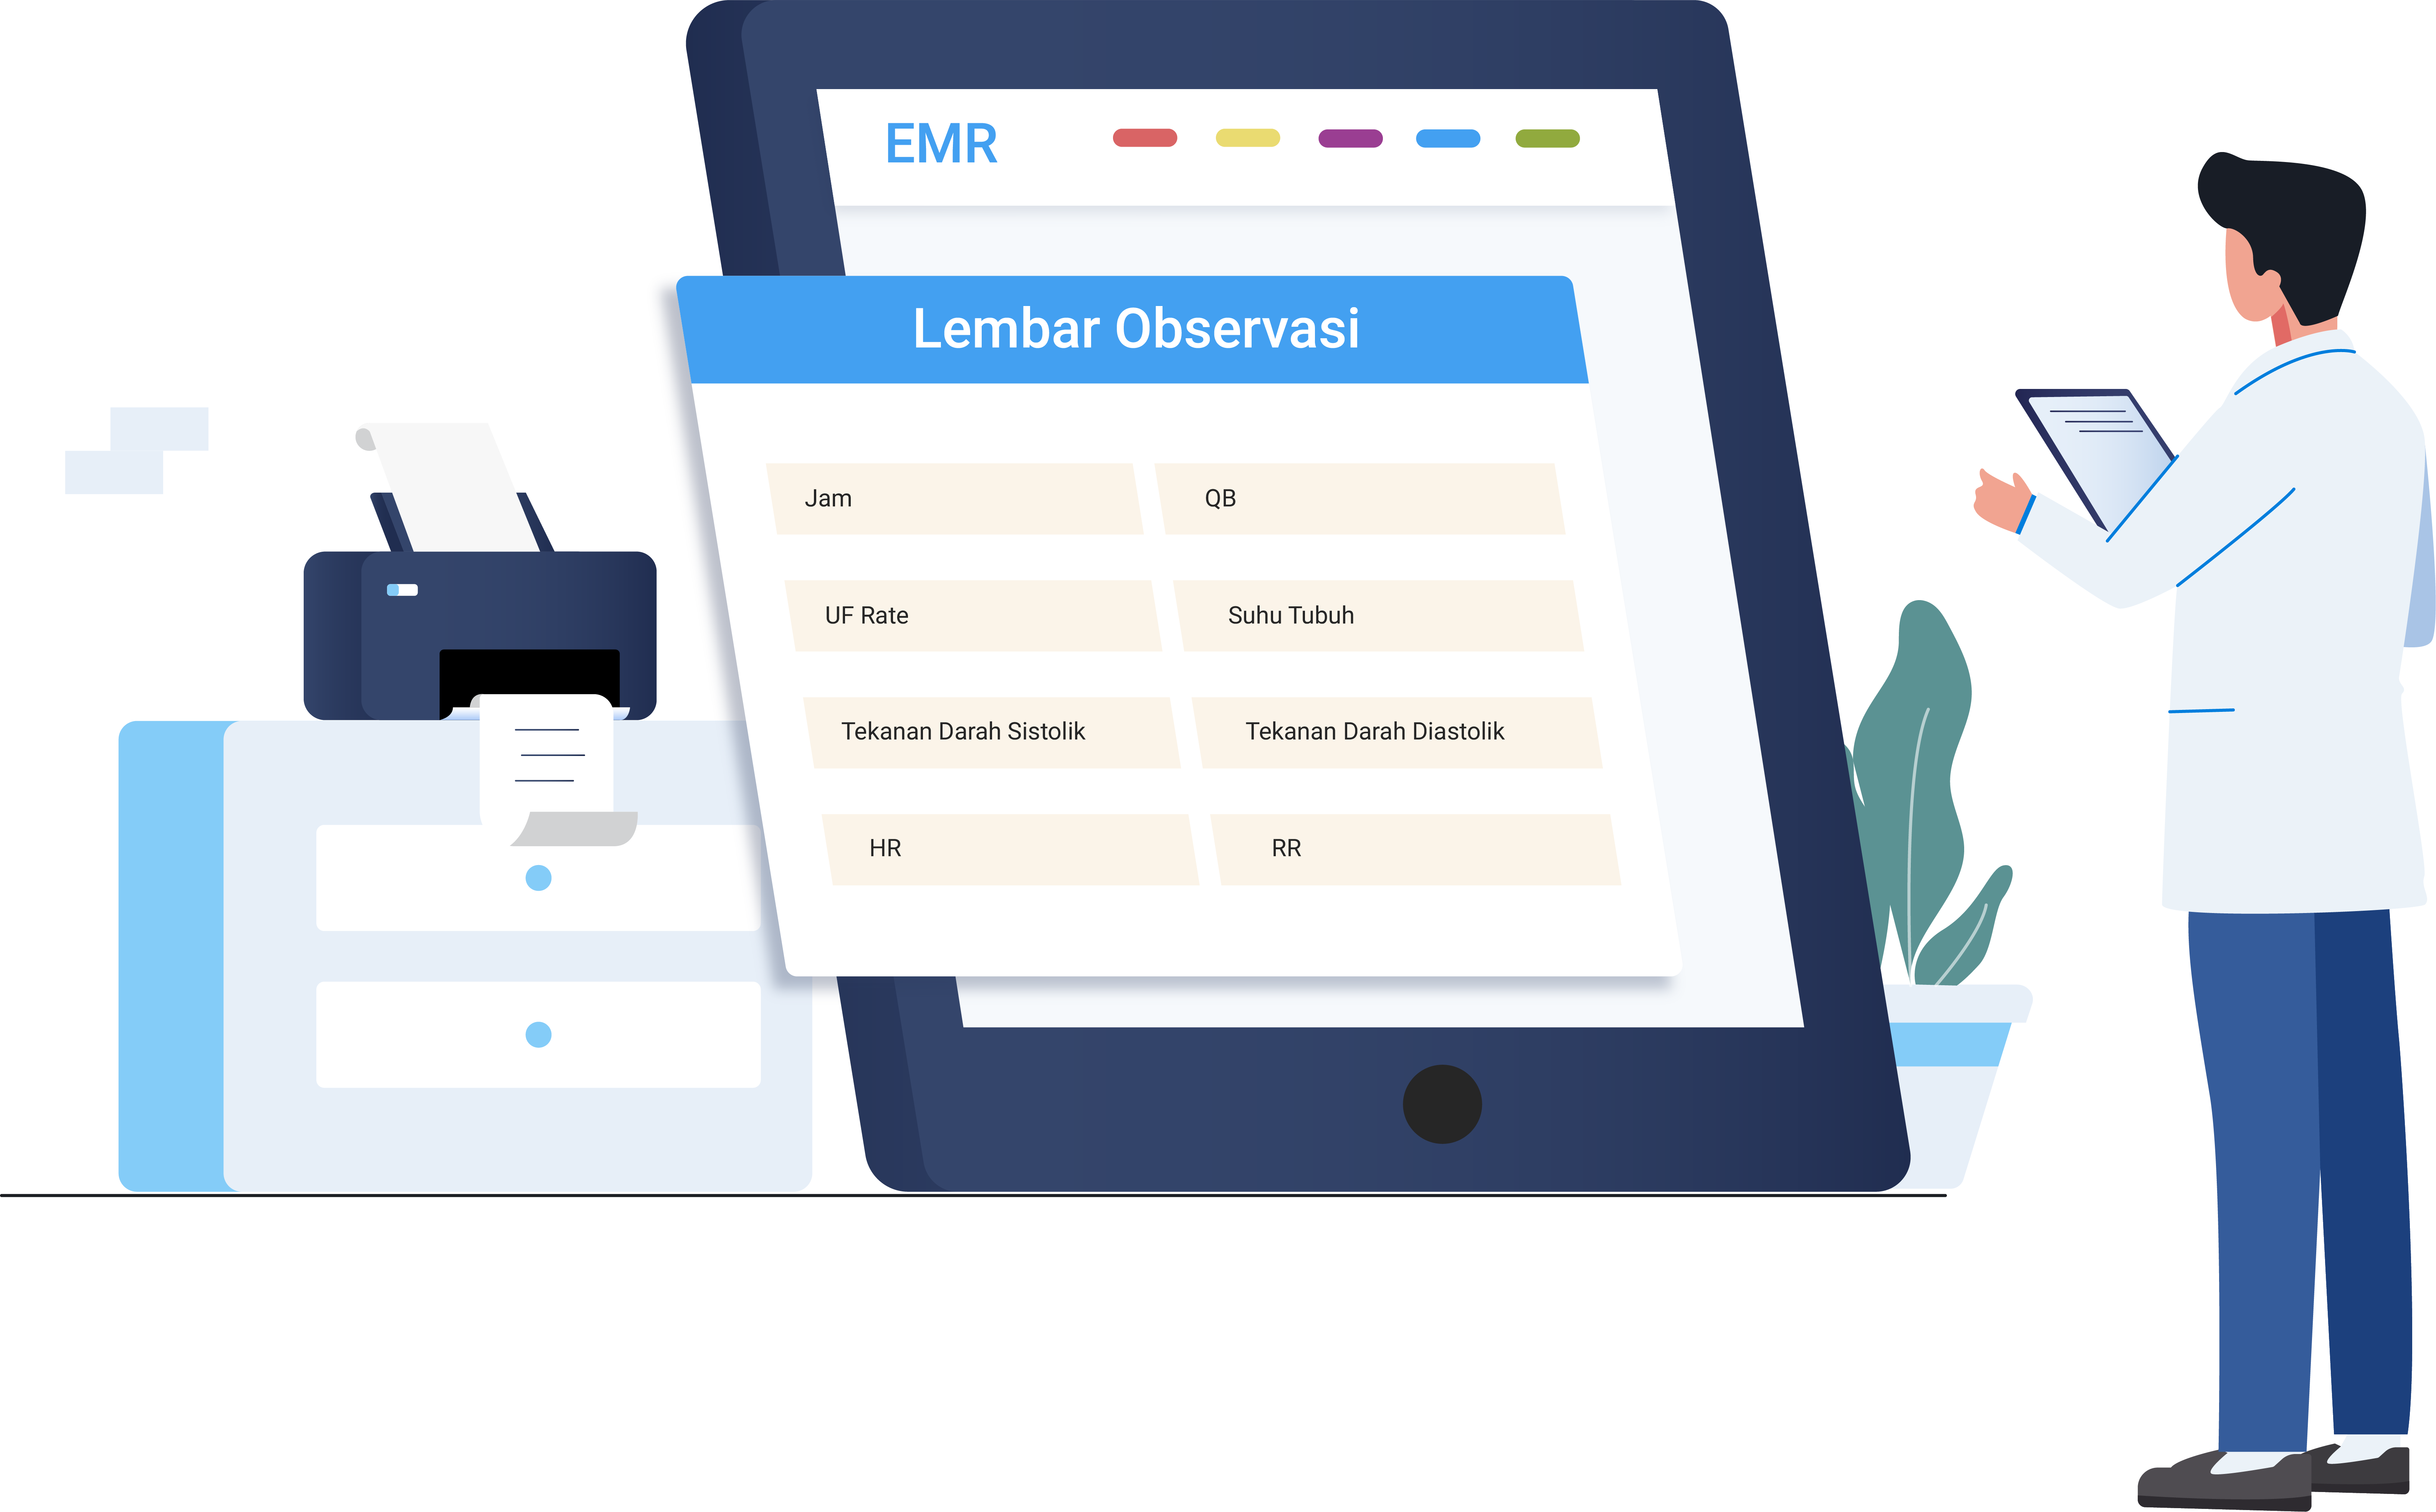 EMR
Lembar Observasi
Jam
QB
UF Rate
Suhu Tubuh
Tekanan Darah Sistolik
Tekanan Darah Diastolik
HR
RR